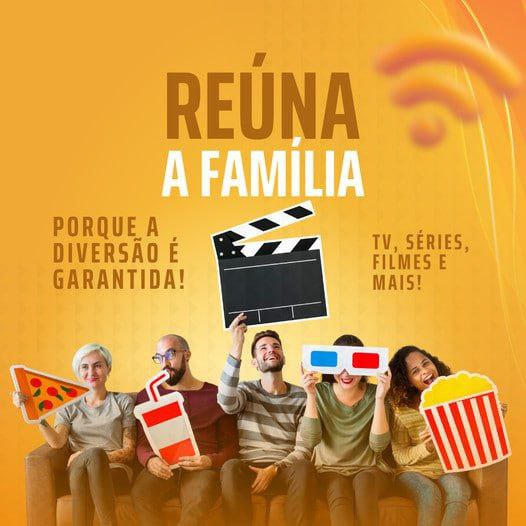 REÚNA
A FAMÍLIA
PORQUE A
DIVERSÃO É
GARANTIDA!
TV, SÉRIES,
FILMES E
MAIS!